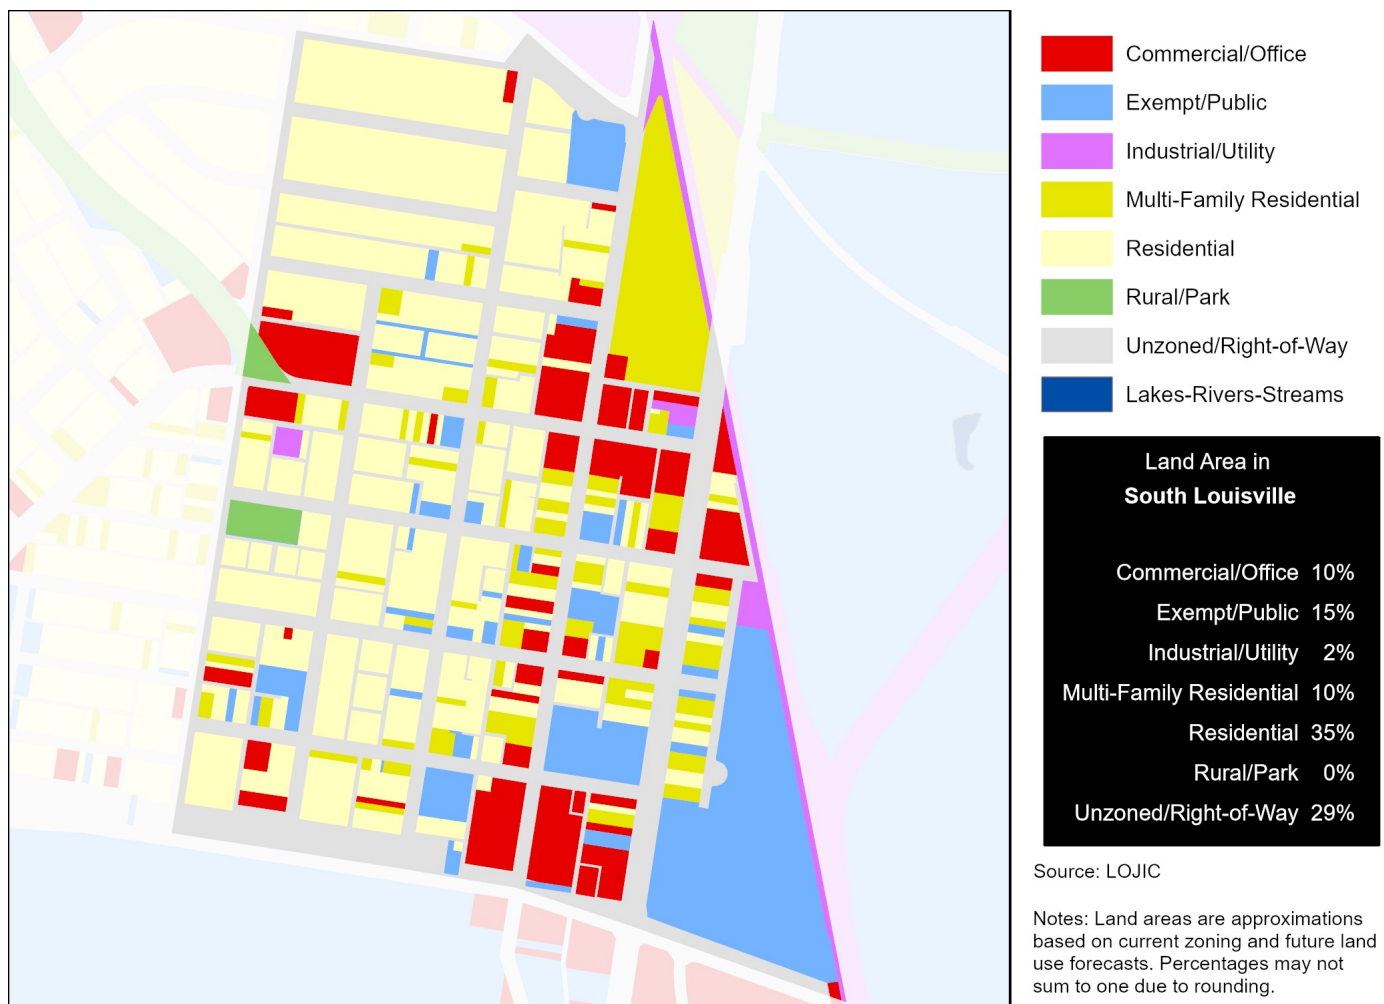 Commercial/Office
Exempt/Public
Industrial/Utility
Multi-Family Residential
Residential
Rural/Park
Unzoned/Right-of-Way
Lakes-Rivers-Streams
Land Area in
South Louisville
Commercial/Office 10%
Exempt/Public 15%
Industrial/Utility 2%
Multi-Family Residential 10%
Residential 35%
Rural/Park 0%
Unzoned/Right-of-Way 29%
Source: LOJIC
Notes: Land areas are approximations
based on current zoning and future land
use forecasts. Percentages may not
sum to one due to rounding.